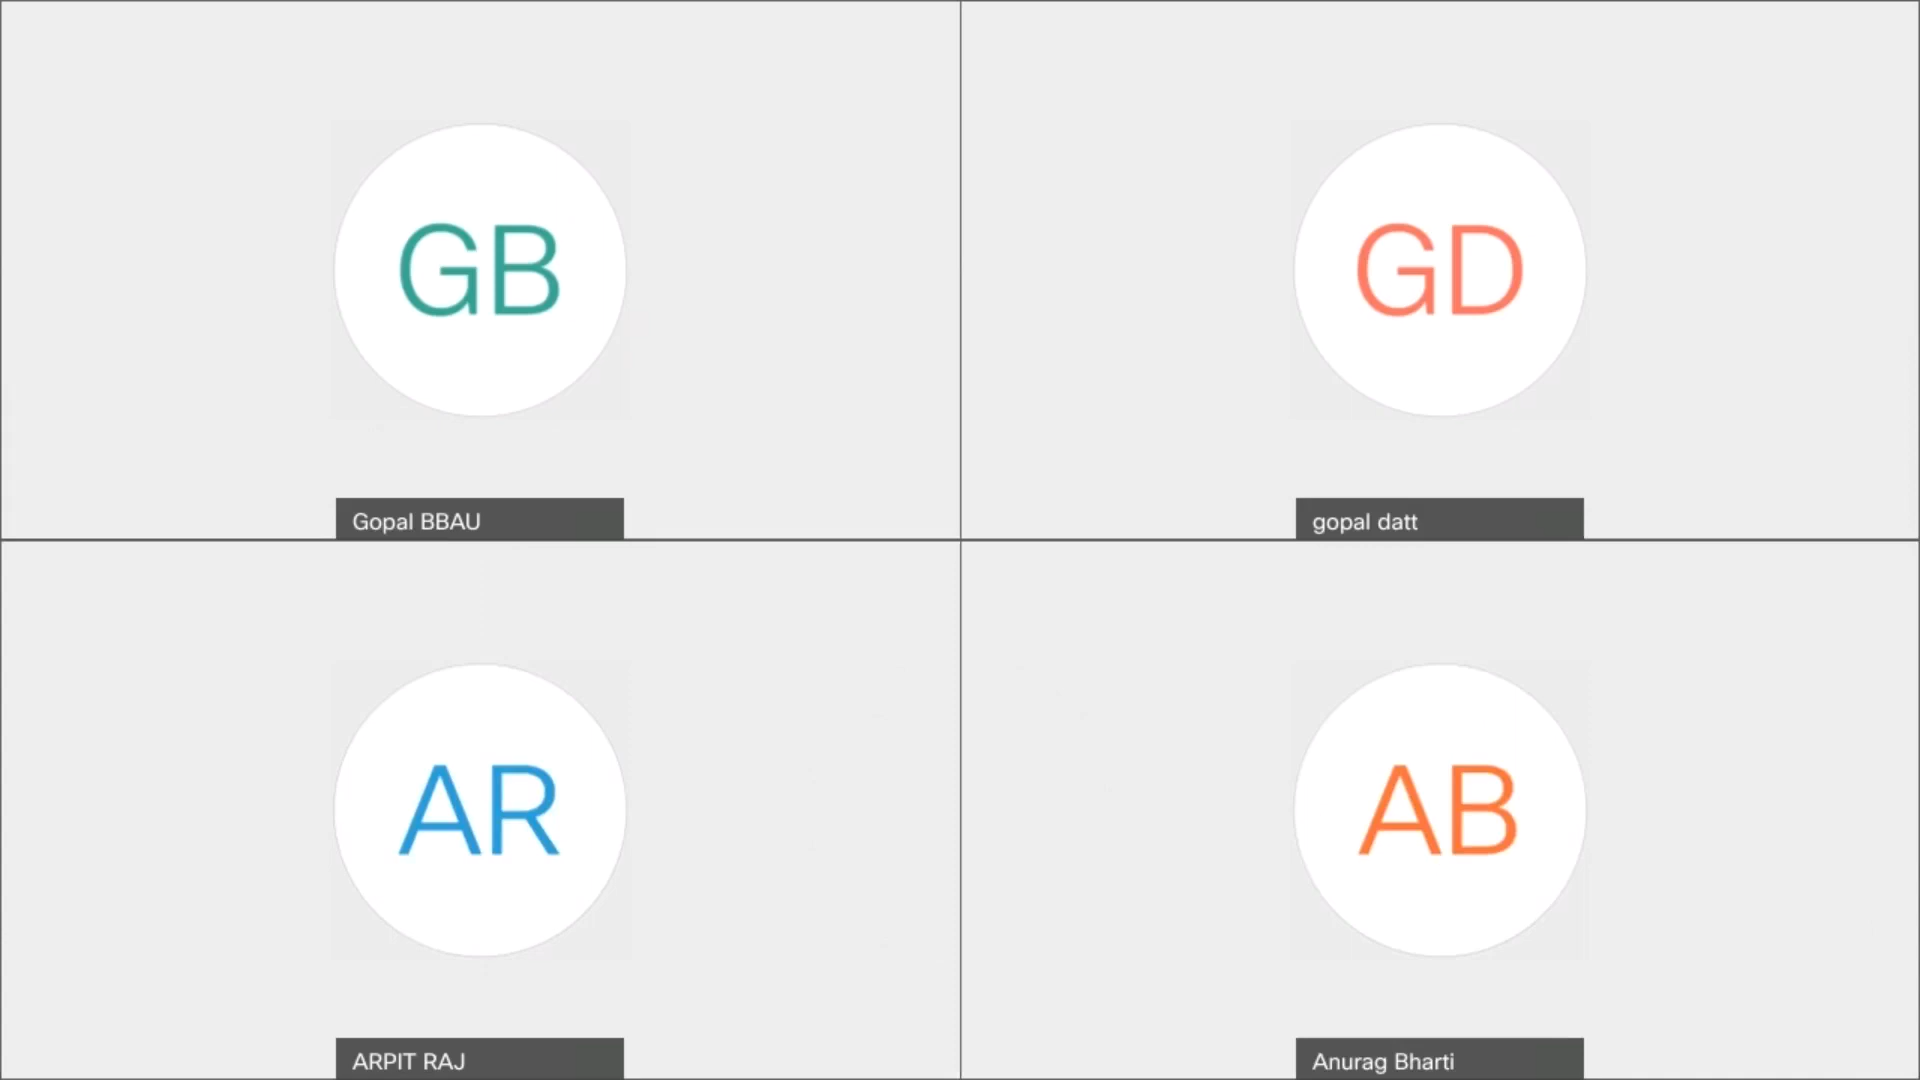 GB
Gopal BBAU
GD
gopal datt
AR
ARPIT RAJ
AB
Anurag Bharti